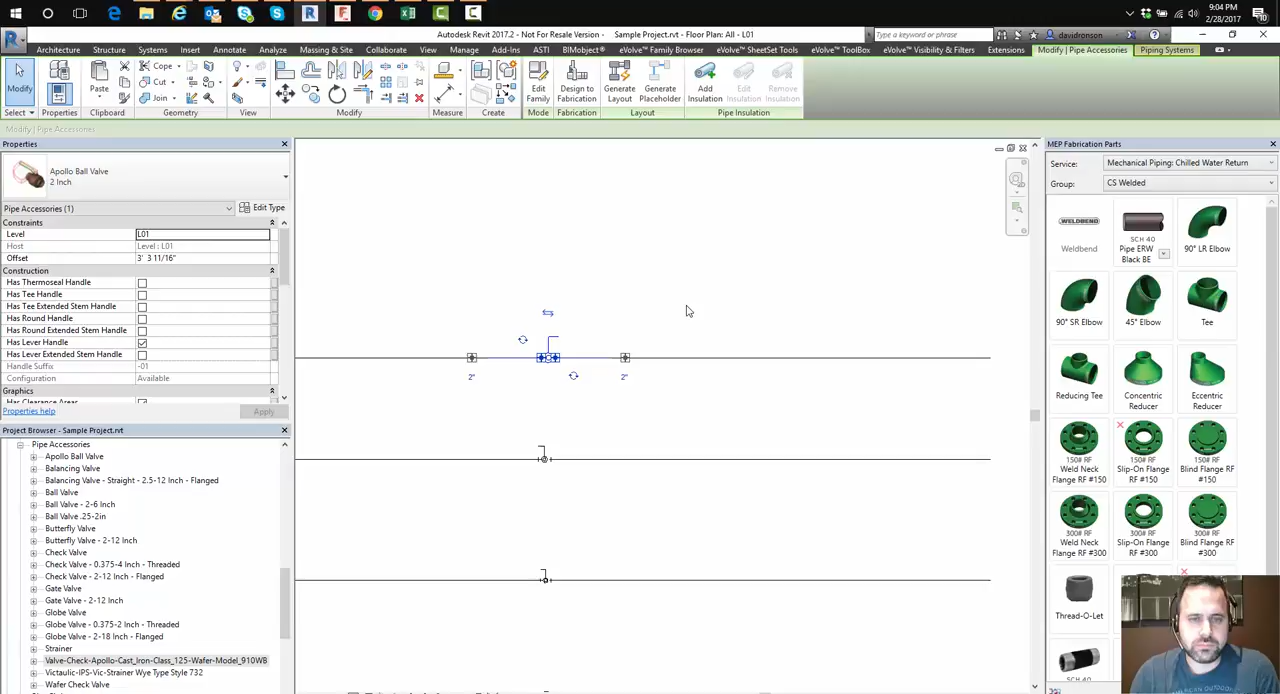 9:04 PM
2/28/2017
10
Autodesk Revit 2017.2 - Not For Resale Version - Sample Project.rvt - Floor Plan: All - L01
Type a keyword or phrase
davidronson
Architecture Structure Systems Insert Annotate Analyze Massing & Site Collaborate View Manage Add-Ins ASTI BIMobject® eVolve™ Family Browser eVolve™ SheetSet Tools eVolve™ ToolBox eVolve™ Visibility & Filters Extensions Modify | Pipe Accessories Piping Systems
Modify
Properties
Paste
Cope
Cut
Join
Edit Family
Design to Fabrication
Generate Layout
Generate Placeholder
Add Insulation
Edit Insulation
Remove Insulation
Select Properties Clipboard Geometry View Modify Measure Create Mode Fabrication Layout Pipe Insulation
Modify | Pipe Accessories
Properties
Apollo Ball Valve
2 Inch
Pipe Accessories (1)
Edit Type
Constraints
Level L01
Host Level : L01
Offset 3' 3 11/16"
Construction
Has Thermoseal Handle
Has Tee Handle
Has Tee Extended Stem Handle
Has Round Handle
Has Round Extended Stem Handle
Has Lever Handle
Has Lever Extended Stem Handle
Handle Suffix -01
Configuration Available
Graphics
Has Clearance Areas
Properties help
Apply
Project Browser - Sample Project.rvt
Pipe Accessories
Apollo Ball Valve
Balancing Valve
Balancing Valve - Straight - 2.5-12 Inch - Flanged
Ball Valve
Ball Valve - 2-6 Inch
Ball Valve .25-2in
Butterfly Valve
Butterfly Valve - 2-12 Inch
Check Valve
Check Valve - 0.375-4 Inch - Threaded
Check Valve - 2-12 Inch - Flanged
Gate Valve
Gate Valve - 2-12 Inch
Globe Valve
Globe Valve - 0.375-2 Inch - Threaded
Globe Valve - 2-18 Inch - Flanged
Strainer
Valve-Check-Apollo-Cast_Iron-Class_125-Wafer-Model_910WB
Victaulic-IPS-Vic-Strainer Wye Type Style 732
Wafer Check Valve
2"
2"
MEP Fabrication Parts
Service: Mechanical Piping: Chilled Water Return
Group: CS Welded
WELDBEND
Weldbend
SCH 40
Pipe ERW Black BE
90° LR Elbow
90° SR Elbow
45° Elbow
Tee
Reducing Tee
Concentric Reducer
Eccentric Reducer
150# RF
Weld Neck Flange RF #150
150# RF
Slip-On Flange RF #150
150# RF
Blind Flange RF #150
300# RF
Weld Neck Flange RF #300
300# RF
Slip-On Flange RF #300
300# RF
Blind Flange RF #300
Thread-O-Let